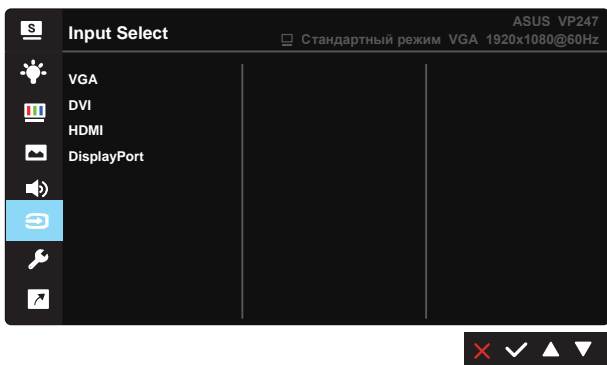 S
Input Select
ASUS VP247
Стандартный режим VGA 1920x1080@60Hz
VGA
DVI
HDMI
DisplayPort